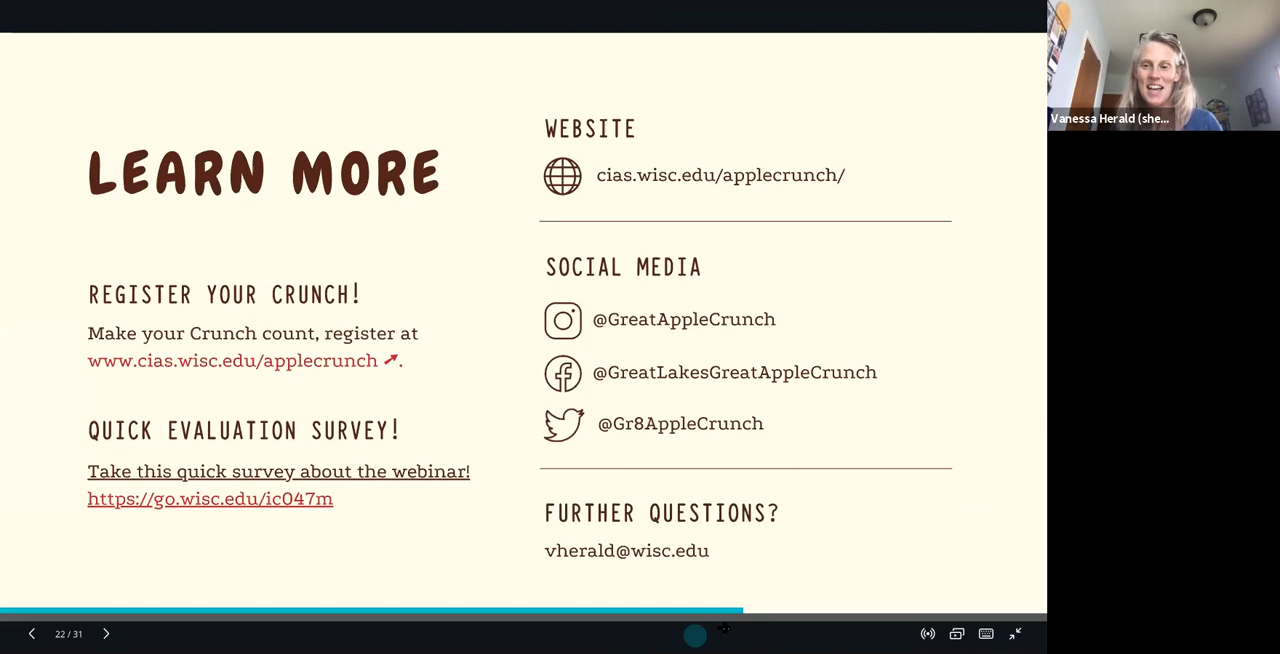 LEARN MORE
REGISTER YOUR CRUNCH!
Make your Crunch count, register at
www.cias.wisc.edu/applecrunch ➚.
QUICK EVALUATION SURVEY!
Take this quick survey about the webinar!
https://go.wisc.edu/ic047m
WEBSITE
cias.wisc.edu/applecrunch/
SOCIAL MEDIA
@GreatAppleCrunch
@GreatLakesGreatAppleCrunch
@Gr8AppleCrunch
FURTHER QUESTIONS?
vherald@wisc.edu
22 / 31
Vanessa Herald (she...